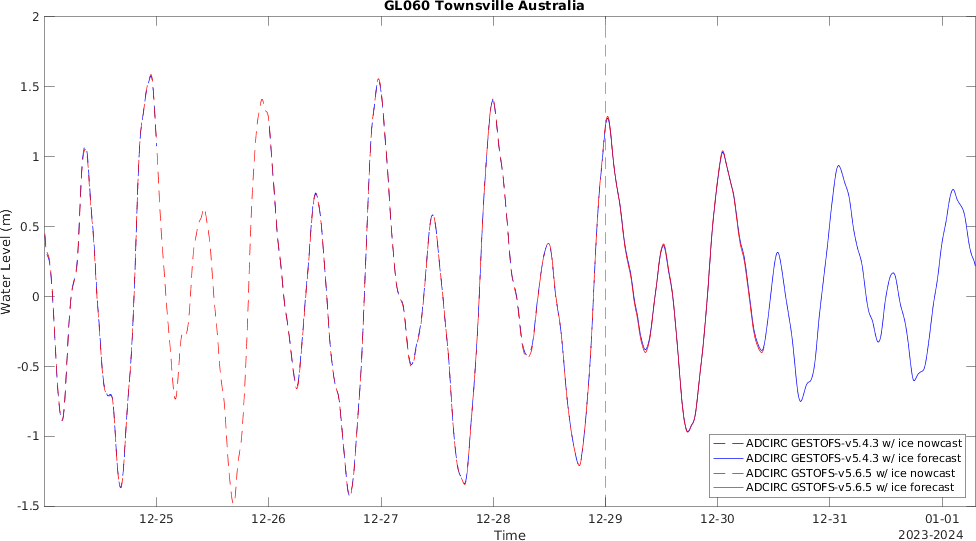 GL060 Townsville Australia
2
1.5
1
0.5
0
-0.5
-1
-1.5
Water Level (m)
12-25
12-26
12-27
12-28
12-29
12-30
12-31
01-01
Time
2023-2024
ADCIRC GESTOFS-v5.4.3 w/ ice nowcast
ADCIRC GESTOFS-v5.4.3 w/ ice forecast
ADCIRC GSTOFS-v5.6.5 w/ ice nowcast
ADCIRC GSTOFS-v5.6.5 w/ ice forecast